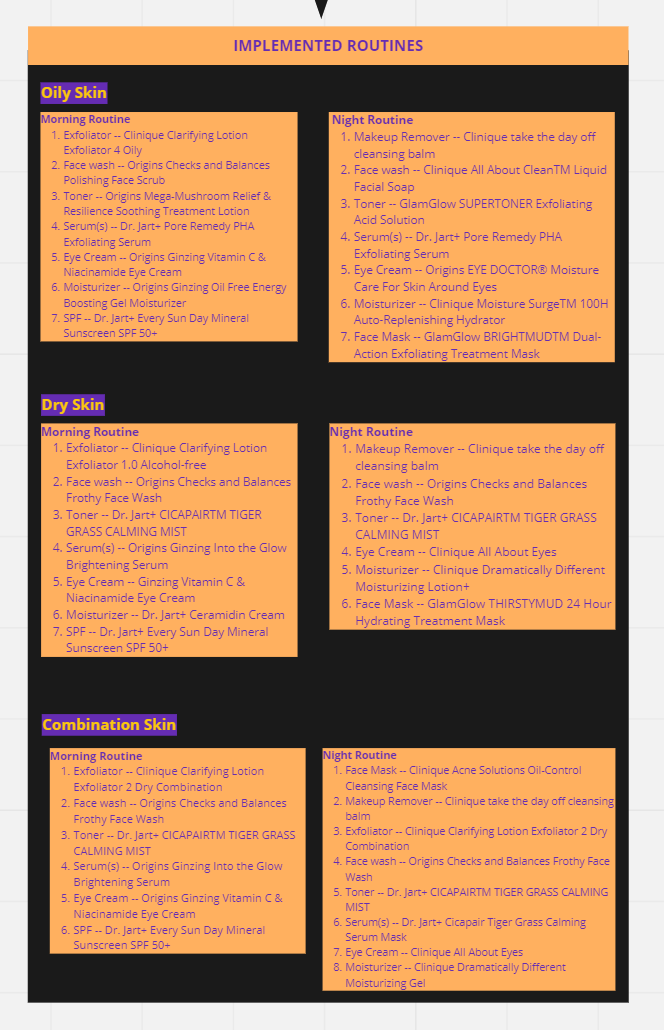 IMPLEMENTED ROUTINES
Oily Skin
Morning Routine
1. Exfoliator -- Clinique Clarifying Lotion
Exfoliator 4 Oily
2. Face wash -- Origins Checks and Balances
Polishing Face Scrub
3. Toner -- Origins Mega-Mushroom Relief &
Resilience Soothing Treatment Lotion
4. Serum(s) -- Dr. Jart+ Pore Remedy PHA
Exfoliating Serum
5. Eye Cream -- Origins Ginzing Vitamin C &
Niacinamide Eye Cream
6. Moisturizer -- Origins Ginzing Oil Free Energy
Boosting Gel Moisturizer
7. SPF -- Dr. Jart+ Every Sun Day Mineral
Sunscreen SPF 50+
Night Routine
1. Makeup Remover -- Clinique take the day off
cleansing balm
2. Face wash -- Clinique All About CleanTM Liquid
Facial Soap
3. Toner -- GlamGlow SUPERTONER Exfoliating
Acid Solution
4. Serum(s) -- Dr. Jart+ Pore Remedy PHA
Exfoliating Serum
5. Eye Cream -- Origins EYE DOCTOR® Moisture
Care For Skin Around Eyes
6. Moisturizer -- Clinique Moisture SurgeTM 100H
Auto-Replenishing Hydrator
7. Face Mask -- GlamGlow BRIGHTMUDTM Dual-
Action Exfoliating Treatment Mask
Dry Skin
Morning Routine
1. Exfoliator -- Clinique Clarifying Lotion
Exfoliator 1.0 Alcohol-free
2. Face wash -- Origins Checks and Balances
Frothy Face Wash
3. Toner -- Dr. Jart+ CICAPAIRTM TIGER
GRASS CALMING MIST
4. Serum(s) -- Origins Ginzing Into the Glow
Brightening Serum
5. Eye Cream -- Ginzing Vitamin C &
Niacinamide Eye Cream
6. Moisturizer -- Dr. Jart+ Ceramidin Cream
7. SPF -- Dr. Jart+ Every Sun Day Mineral
Sunscreen SPF 50+
Night Routine
1. Makeup Remover -- Clinique take the day off
cleansing balm
2. Face wash -- Origins Checks and Balances
Frothy Face Wash
3. Toner -- Dr. Jart+ CICAPAIRTM TIGER GRASS
CALMING MIST
4. Eye Cream -- Clinique All About Eyes
5. Moisturizer -- Clinique Dramatically Different
Moisturizing Lotion+
6. Face Mask -- GlamGlow THIRSTYMUD 24 Hour
Hydrating Treatment Mask
Combination Skin
Morning Routine
1. Exfoliator -- Clinique Clarifying Lotion
Exfoliator 2 Dry Combination
2. Face wash -- Origins Checks and Balances
Frothy Face Wash
3. Toner -- Dr. Jart+ CICAPAIRTM TIGER GRASS
CALMING MIST
4. Serum(s) -- Origins Ginzing Into the Glow
Brightening Serum
5. Eye Cream -- Origins Ginzing Vitamin C &
Niacinamide Eye Cream
6. SPF -- Dr. Jart+ Every Sun Day Mineral
Sunscreen SPF 50+
Night Routine
1. Face Mask -- Clinique Acne Solutions Oil-Control
Cleansing Face Mask
2. Makeup Remover -- Clinique take the day off cleansing
balm
3. Exfoliator -- Clinique Clarifying Lotion Exfoliator 2 Dry
Combination
4. Face wash -- Origins Checks and Balances Frothy Face
Wash
5. Toner -- Dr. Jart+ CICAPAIRTM TIGER GRASS CALMING
MIST
6. Serum(s) -- Dr. Jart+ Cicapair Tiger Grass Calming
Serum Mask
7. Eye Cream -- Clinique All About Eyes
8. Moisturizer -- Clinique Dramatically Different
Moisturizing Gel